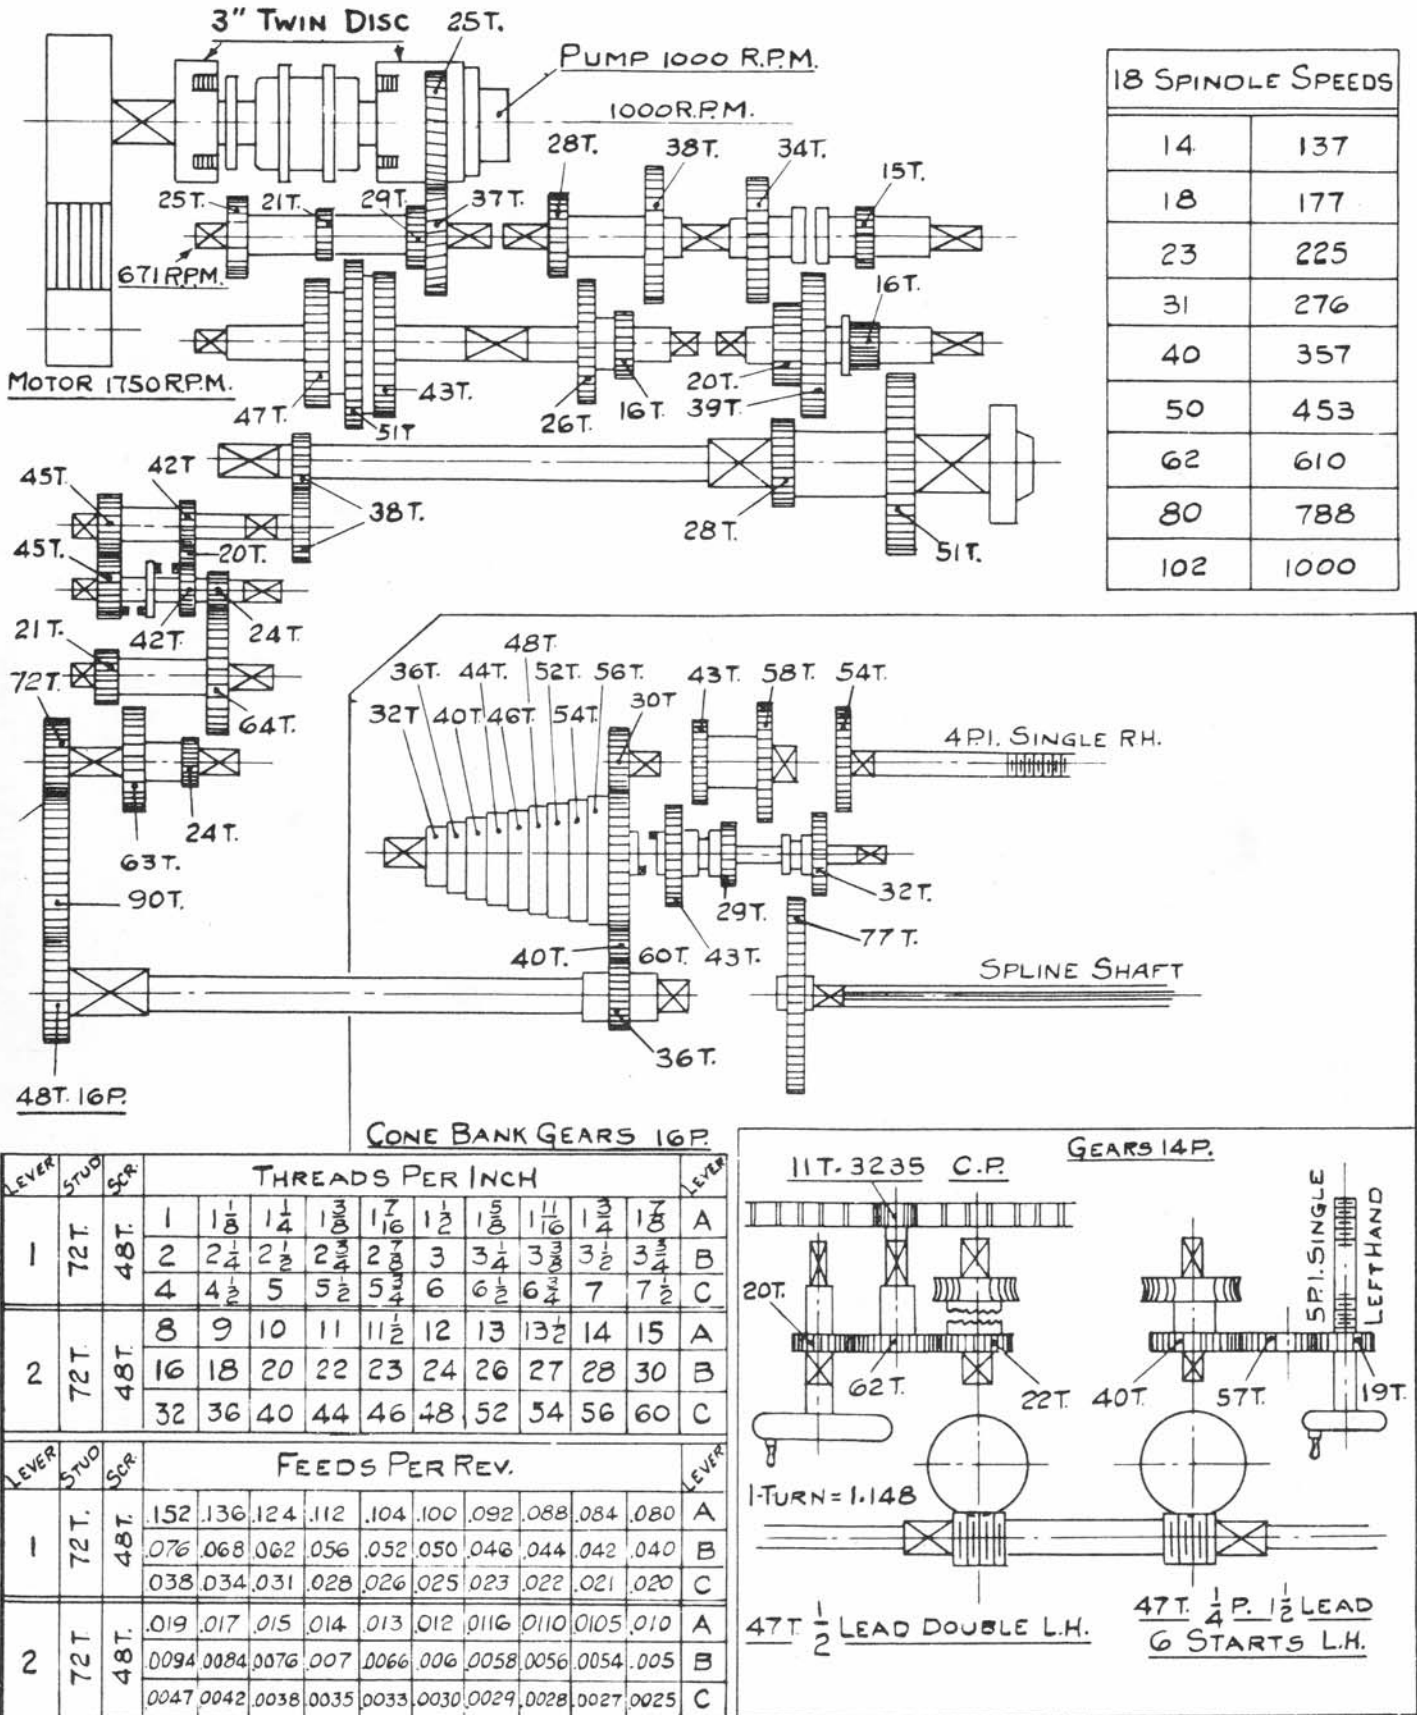 3" TWIN DISC
25T.
PUMP 1000 R.P.M.
1000 R.P.M.
28T.
38T.
34T.
15T.
25T.
21T.
29T.
37T.
671 R.P.M.
16T.
MOTOR 1750 R.P.M.
47T.
51T
43T.
26T.
16T.
20T.
39T.
18 SPINDLE SPEEDS
14 137
18 177
23 225
31 276
40 357
50 453
62 610
80 788
102 1000
45T.
42T
38T.
28T.
51T.
45T.
20T.
42T.
24T.
21T.
72T.
64T.
24T.
63T.
90T.
48T. 16P.
48T.
36T. 44T. 52T. 56T.
32T 40T. 46T. 54T.
30T
43T. 58T. 54T.
4 P.I. SINGLE RH.
32T.
29T.
77T.
40T. 60T. 43T.
SPLINE SHAFT
36T.
CONE BANK GEARS 16P.
LEVER STUD SCR. THREADS PER INCH LEVER
1 72T. 48T.
1 1 1/8 1 1/4 1 3/8 1 7/16 1 1/2 1 5/8 1 11/16 1 3/4 1 7/8 A
2 2 1/4 2 1/2 2 3/4 2 7/8 3 3 1/4 3 3/8 3 1/2 3 3/4 B
4 4 1/2 5 5 1/2 5 3/4 6 6 1/2 6 3/4 7 7 1/2 C
2 72T. 48T.
8 9 10 11 11 1/2 12 13 13 1/2 14 15 A
16 18 20 22 23 24 26 27 28 30 B
32 36 40 44 46 48 52 54 56 60 C
LEVER STUD SCR. FEEDS PER REV. LEVER
1 72T. 48T.
.152 .136 .124 .112 .104 .100 .092 .088 .084 .080 A
.076 .068 .062 .056 .052 .050 .046 .044 .042 .040 B
.038 .034 .031 .028 .026 .025 .023 .022 .021 .020 C
2 72T. 48T.
.019 .017 .015 .014 .013 .012 .0116 .0110 .0105 .010 A
.0094 .0084 .0076 .007 .0066 .006 .0058 .0056 .0054 .005 B
.0047 .0042 .0038 .0035 .0033 .0030 .0029 .0028 .0027 .0025 C
GEARS 14P.
11T. 3235 C.P.
5 P.I. SINGLE
LEFT HAND
20T.
62T.
22T.
40T.
57T.
19T.
1-TURN = 1.148
47T. 1/2 LEAD DOUBLE L.H.
47T. 1/4 P. 1 1/2 LEAD
6 STARTS L.H.